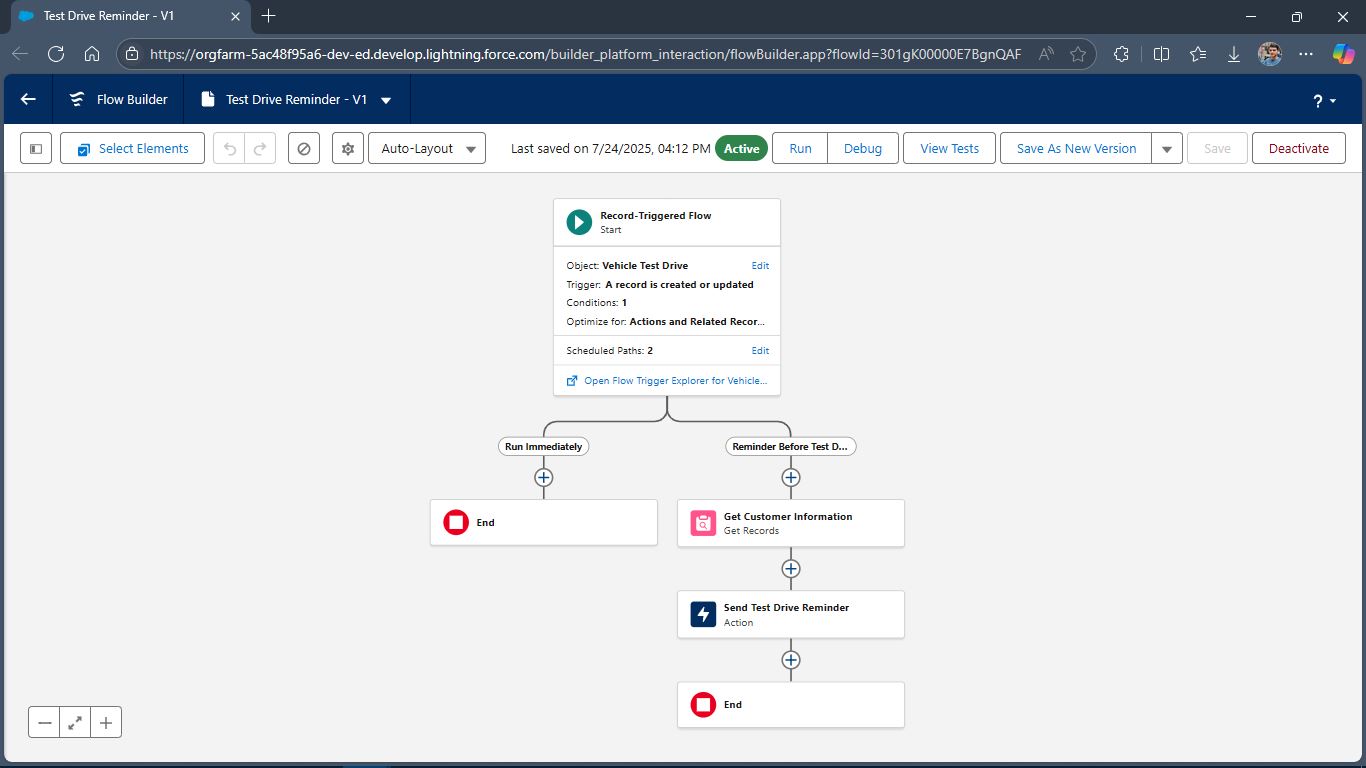 Test Drive Reminder - V1
https://orgfarm-5ac48f95a6-dev-ed.develop.lightning.force.com/builder_platform_interaction/flowBuilder.app?flowId=301gK00000E7BgnQAF
Flow Builder
Test Drive Reminder - V1
?
Select Elements
Auto-Layout
Last saved on 7/24/2025, 04:12 PM
Active
Run
Debug
View Tests
Save As New Version
Save
Deactivate
Record-Triggered Flow
Start
Object: Vehicle Test Drive
Edit
Trigger: A record is created or updated
Conditions: 1
Optimize for: Actions and Related Recor...
Scheduled Paths: 2
Edit
Open Flow Trigger Explorer for Vehicle...
Run Immediately
Reminder Before Test D...
End
Get Customer Information
Get Records
Send Test Drive Reminder
Action
End